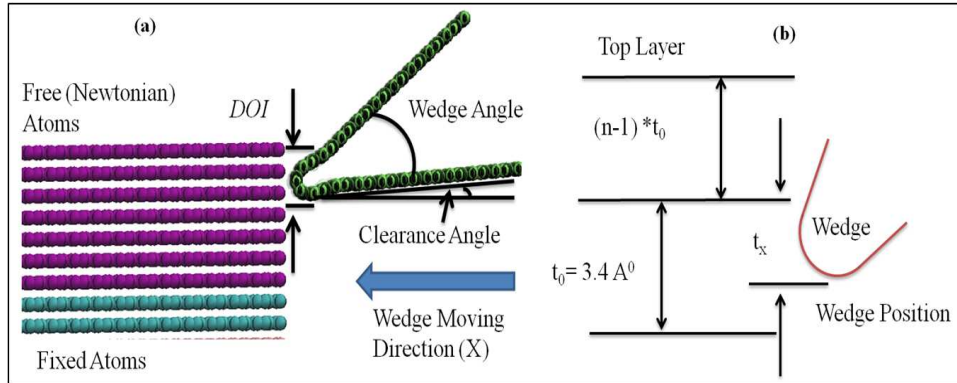 (a)
Free (Newtonian)
Atoms
DOI
Wedge Angle
Clearance Angle
Wedge Moving
Direction (X)
Fixed Atoms
(b)
Top Layer
(n-1) *t₀
t₀= 3.4 A⁰
tₓ
Wedge
Wedge Position